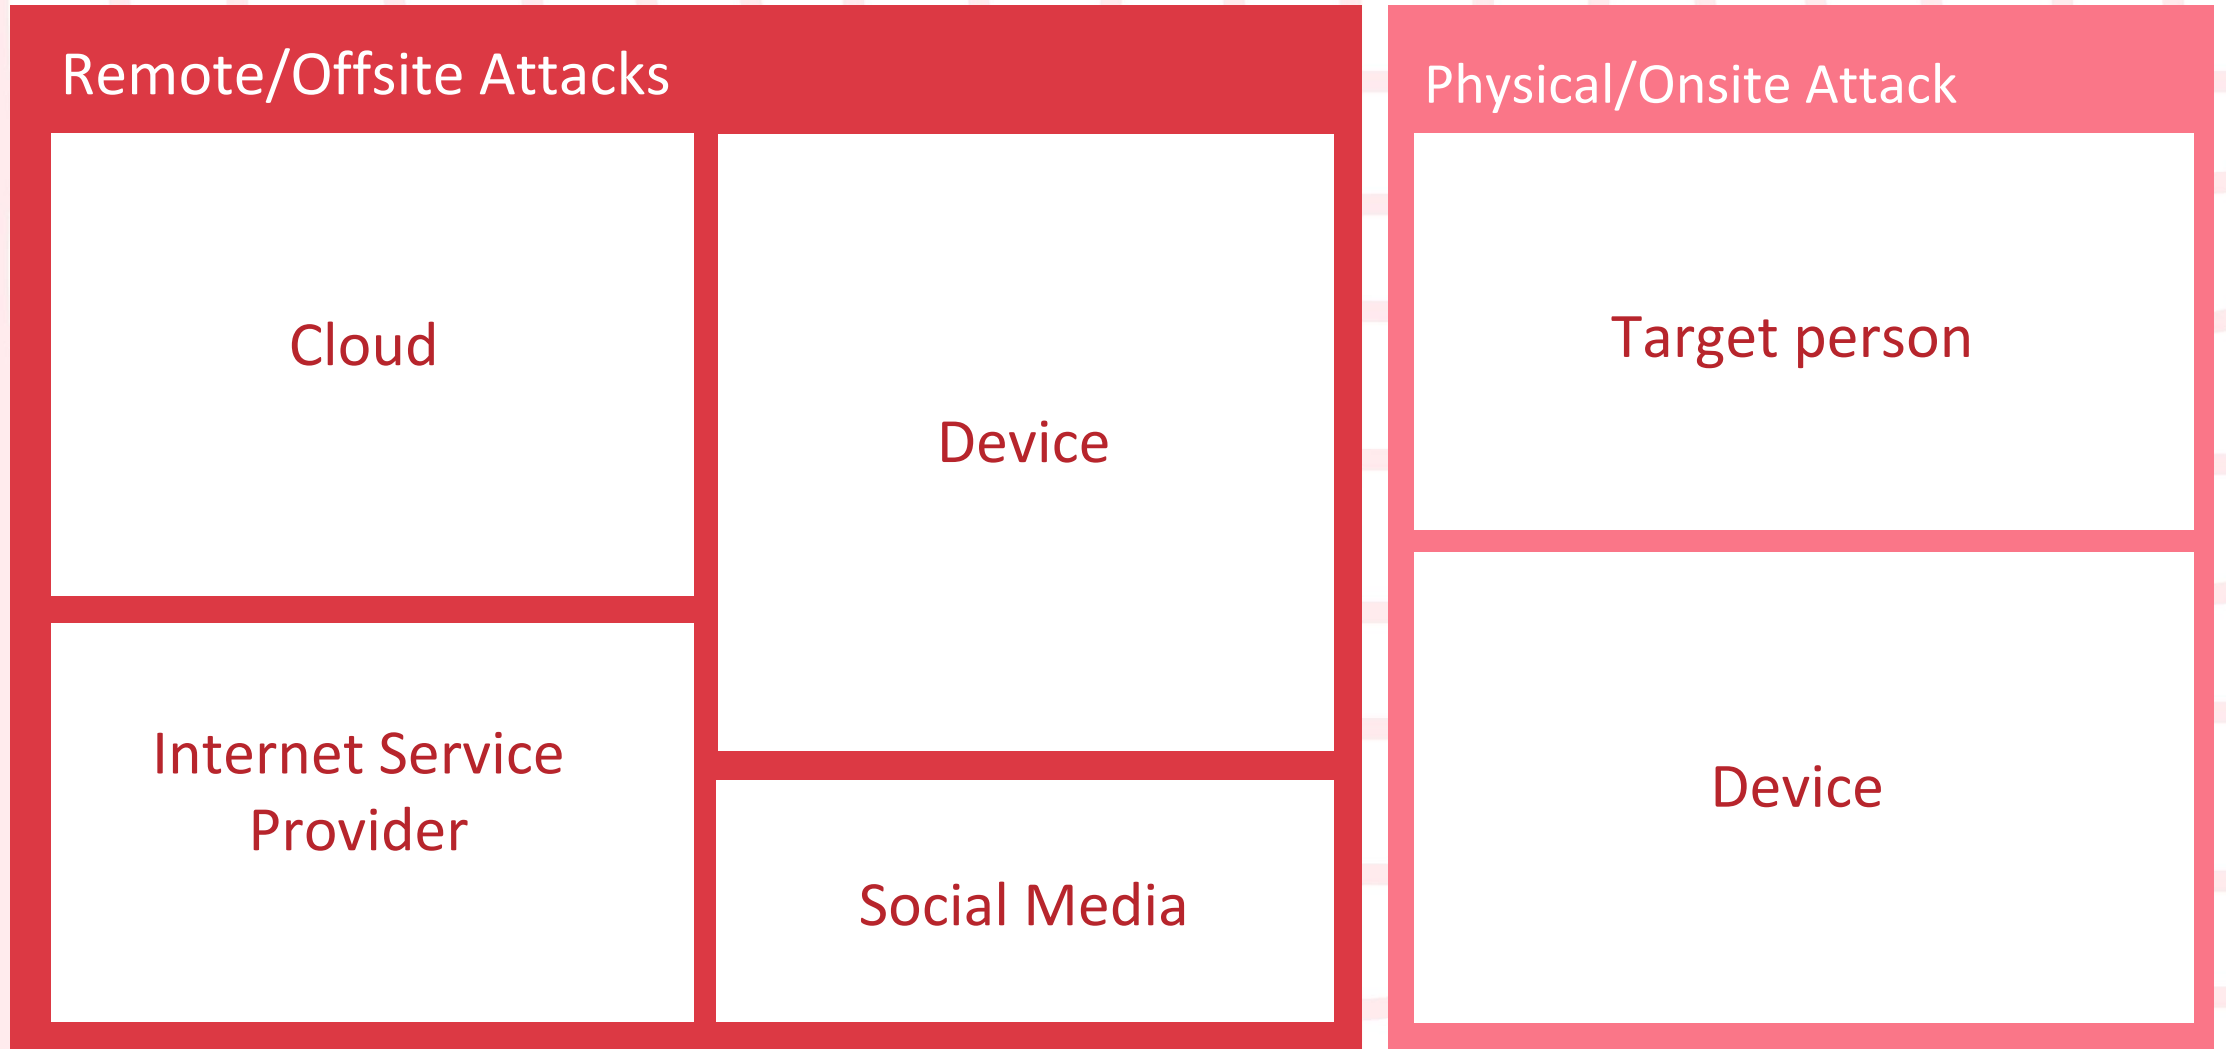 Remote/Offsite Attacks
Cloud
Device
Internet Service
Provider
Social Media
Physical/Onsite Attack
Target person
Device